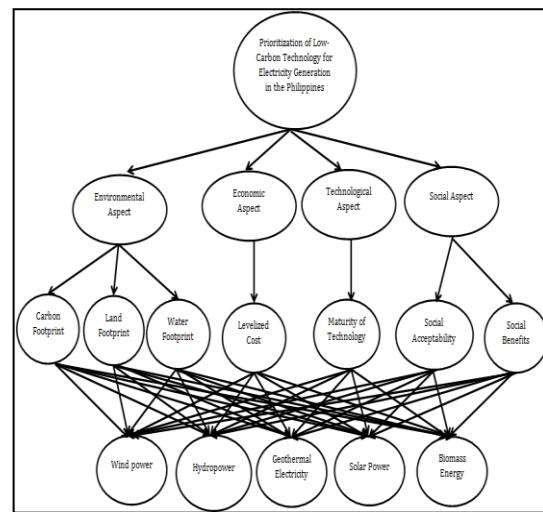 Prioritization of Low-
Carbon Technology for
Electricity Generation
in the Philippines
Environmental
Aspect
Economic
Aspect
Technological
Aspect
Social Aspect
Carbon
Footprint
Land
Footprint
Water
Footprint
Levelized
Cost
Maturity of
Technology
Social
Acceptability
Social
Benefits
Wind power
Hydropower
Geothermal
Electricity
Solar Power
Biomass
Energy